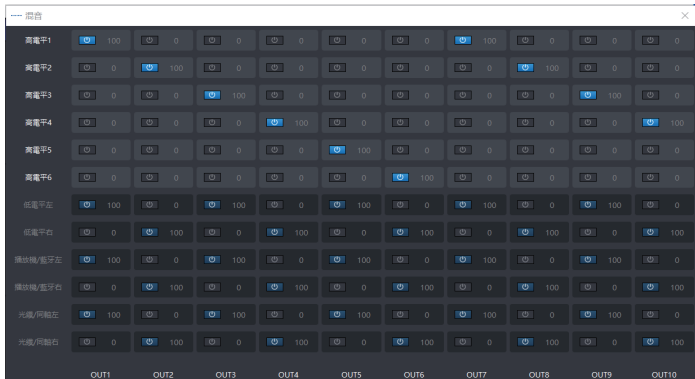 ---- 混音
高電平1 100 0 0 0 0 0 100 0 0 0
高電平2 0 100 0 0 0 0 0 100 0 0
高電平3 0 0 100 0 0 0 0 0 100 0
高電平4 0 0 0 100 0 0 0 0 0 100
高電平5 0 0 0 0 100 0 0 0 0 0
高電平6 0 0 0 0 0 100 0 0 0 0
低電平左 100 0 100 0 100 0 100 0 100 0
低電平右 0 100 0 100 0 100 0 100 0 100
播放機/藍牙左 100 0 100 0 100 0 100 0 100 0
播放機/藍牙右 0 100 0 100 0 100 0 100 0 100
光纖/同軸左 100 0 100 0 100 0 100 0 100 0
光纖/同軸右 0 100 0 100 0 100 0 100 0 100
OUT1 OUT2 OUT3 OUT4 OUT5 OUT6 OUT7 OUT8 OUT9 OUT10